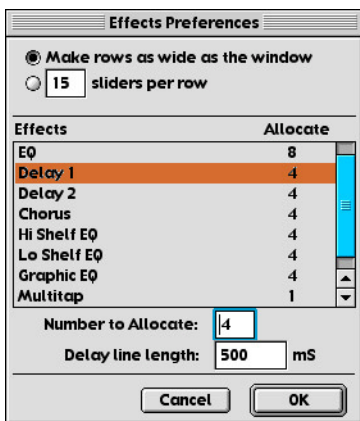 Effects Preferences
Make rows as wide as the window
15 sliders per row
Effects Allocate
EQ 8
Delay 1 4
Delay 2 4
Chorus 4
Hi Shelf EQ 4
Lo Shelf EQ 4
Graphic EQ 4
Multitap 1
Number to Allocate: 4
Delay line length: 500 mS
Cancel OK